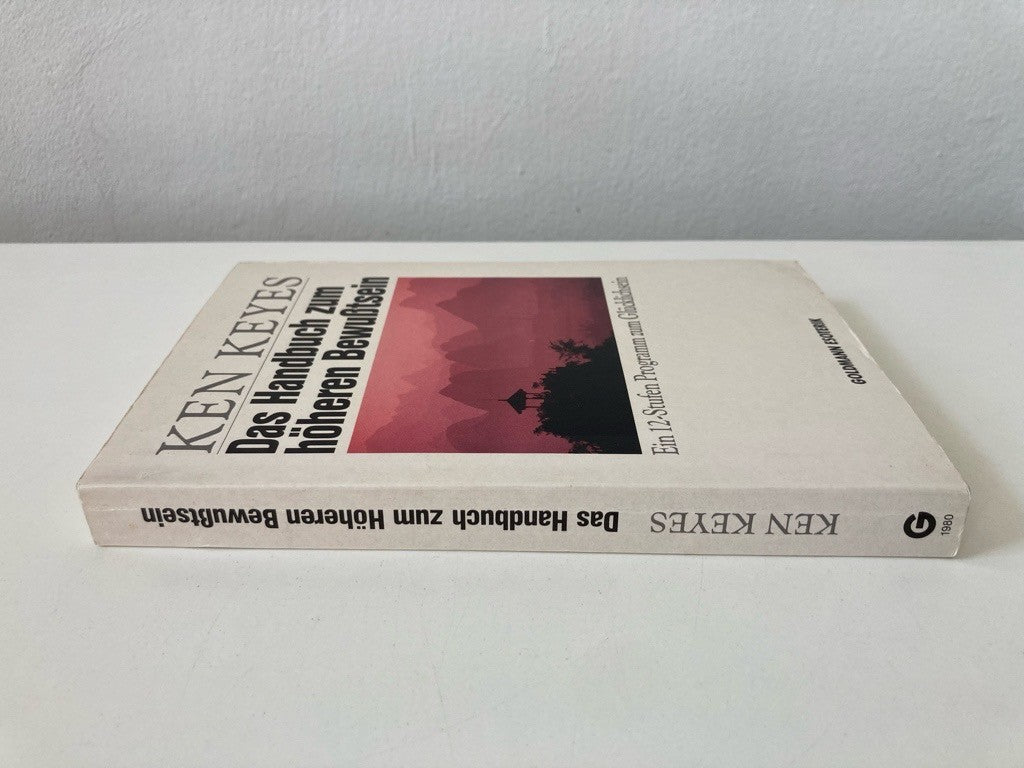 KEN KEYES
Das Handbuch zum
höheren Bewußtsein
Ein 12-Stufen Programm zum Glücklichsein
GOLDMANN ESOTERIK
Das Handbuch zum Höheren Bewußtsein
KEN KEYES
G
1980